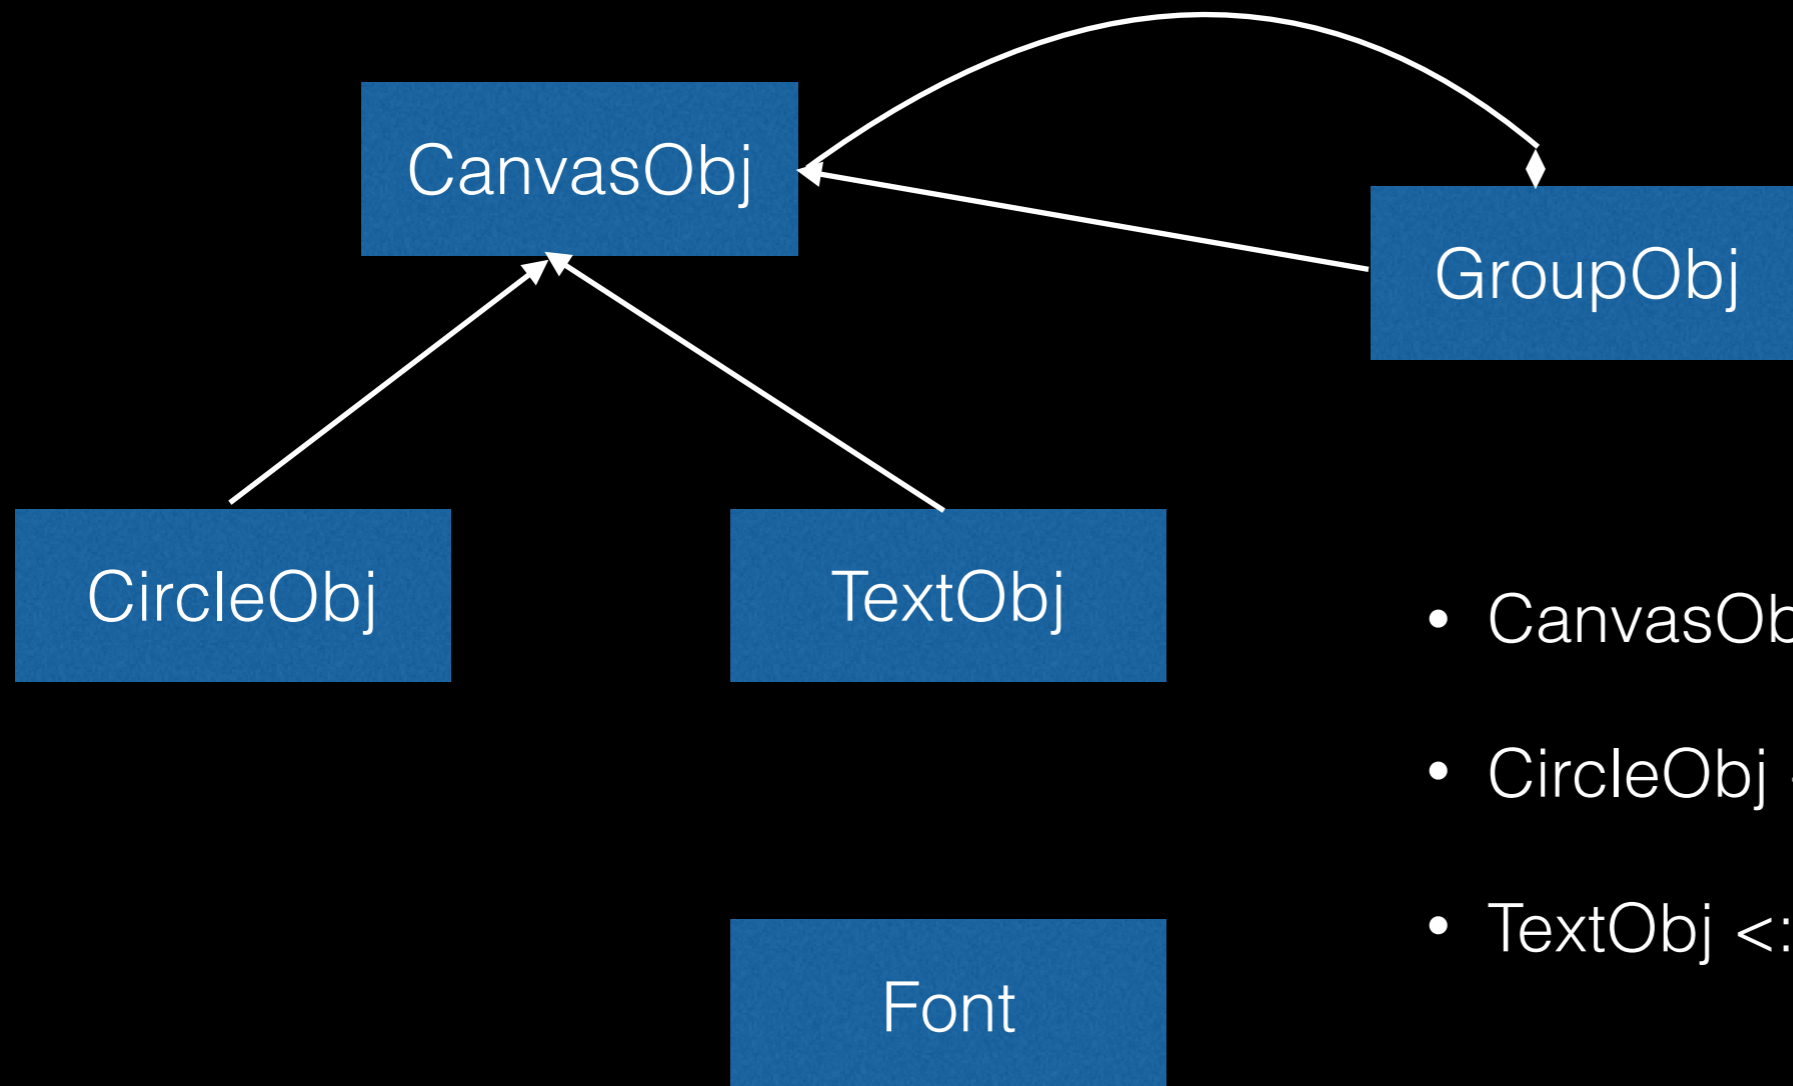 CanvasObj
GroupObj
CircleObj
TextObj
• CanvasOb
• CircleObj
• TextObj <:
Font